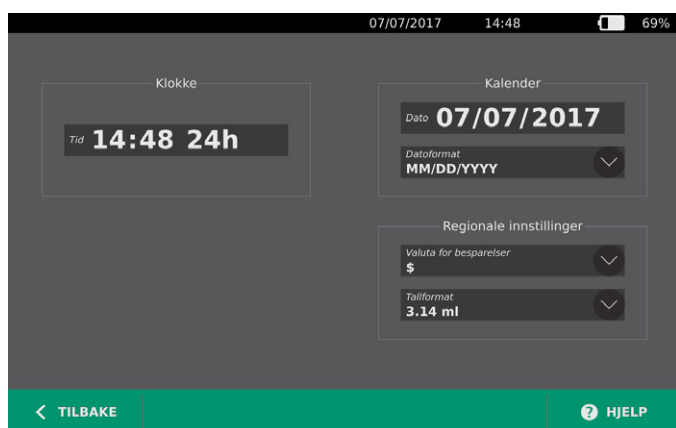 07/07/2017 14:48 69%
Klokke
Tid 14:48 24h
Kalender
Dato 07/07/2017
Datoformat
MM/DD/YYYY
Regionale innstillinger
Valuta for besparelser
$
Tallformat
3.14 ml
TILBAKE
? HJELP